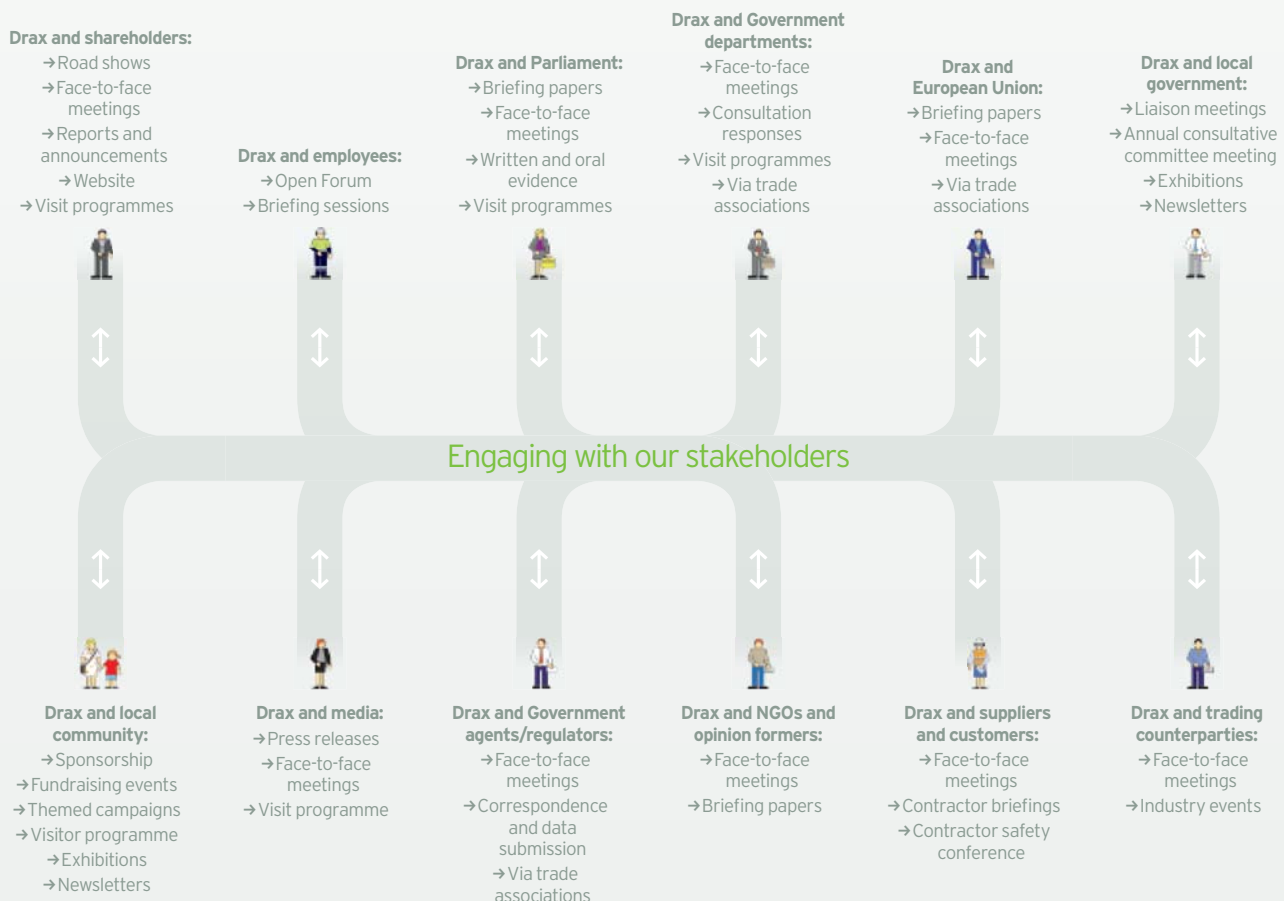 Drax and shareholders:
→Road shows
→Face-to-face
meetings
→Reports and
announcements
→Website
→Visit programmes
Drax and employees:
→Open Forum
→Briefing sessions
Drax and Parliament:
→Briefing papers
→Face-to-face
meetings
→Written and oral
evidence
→Visit programmes
Drax and Government
departments:
→Face-to-face
meetings
→Consultation
responses
→Visit programmes
→Via trade
associations
Drax and
European Union:
→Briefing papers
→Face-to-face
meetings
→Via trade
associations
Drax and local
government:
→Liaison meetings
→Annual consultative
committee meeting
→Exhibitions
→Newsletters
Engaging with our stakeholders
Drax and local
community:
→Sponsorship
→Fundraising events
→Themed campaigns
→Visitor programme
→Exhibitions
→Newsletters
Drax and media:
→Press releases
→Face-to-face
meetings
→Visit programme
Drax and Government
agents/regulators:
→Face-to-face
meetings
→Correspondence
and data
submission
→Via trade
associations
Drax and NGOs and
opinion formers:
→Face-to-face
meetings
→Briefing papers
Drax and suppliers
and customers:
→Face-to-face
meetings
→Contractor briefings
→Contractor safety
conference
Drax and trading
counterparties:
→Face-to-face
meetings
→Industry events